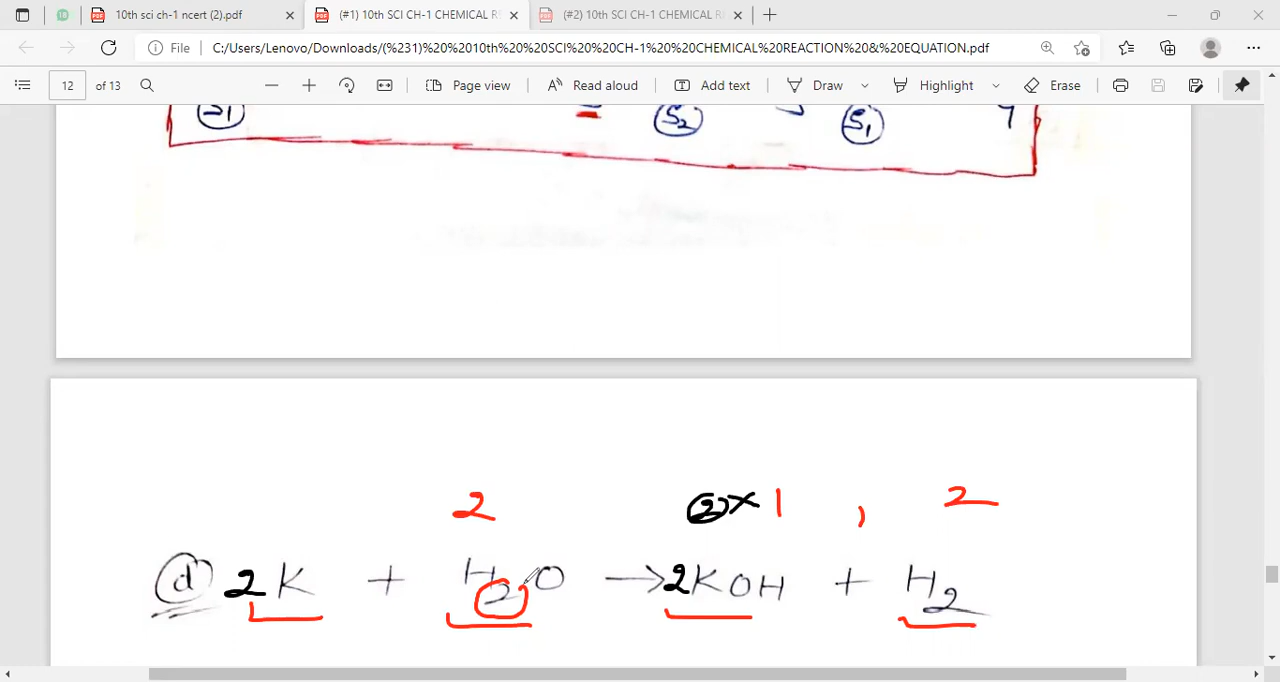 10th sci ch-1 ncert (2).pdf (#1) 10th SCI CH-1 CHEMICAL R (#2) 10th SCI CH-1 CHEMICAL R
File C:/Users/Lenovo/Downloads/(%231)%20%2010th%20%20SCI%20%20CH-1%20%20CHEMICAL%20REACTION%20&%20EQUATION.pdf
12 of 13 Page view Read aloud Add text Draw Highlight Erase
S1 S2 S1
2 2 × 1 , 2
d 2K + H2O → 2KOH + H2